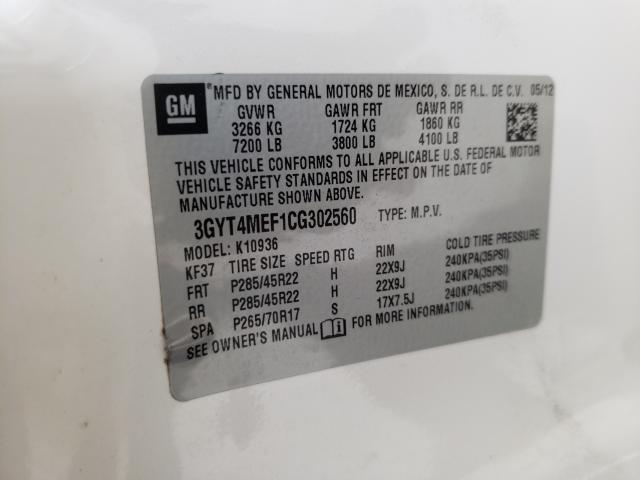 GM
®MFD BY GENERAL MOTORS DE MEXICO, S. DE R.L. DE C.V. 05/12
GVWR GAWR FRT GAWR RR
3266 KG 1724 KG 1860 KG
7200 LB 3800 LB 4100 LB
THIS VEHICLE CONFORMS TO ALL APPLICABLE U.S. FEDERAL MOTOR
VEHICLE SAFETY STANDARDS IN EFFECT ON THE DATE OF
MANUFACTURE SHOWN ABOVE.
3GYT4MEF1CG302560 TYPE: M.P.V.
MODEL: K10936
KF37 TIRE SIZE SPEED RTG RIM COLD TIRE PRESSURE
FRT P285/45R22 H 22X9J 240KPA(35PSI)
RR P285/45R22 H 22X9J 240KPA(35PSI)
SPA P265/70R17 S 17X7.5J 240KPA(35PSI)
SEE OWNER'S MANUAL FOR MORE INFORMATION.